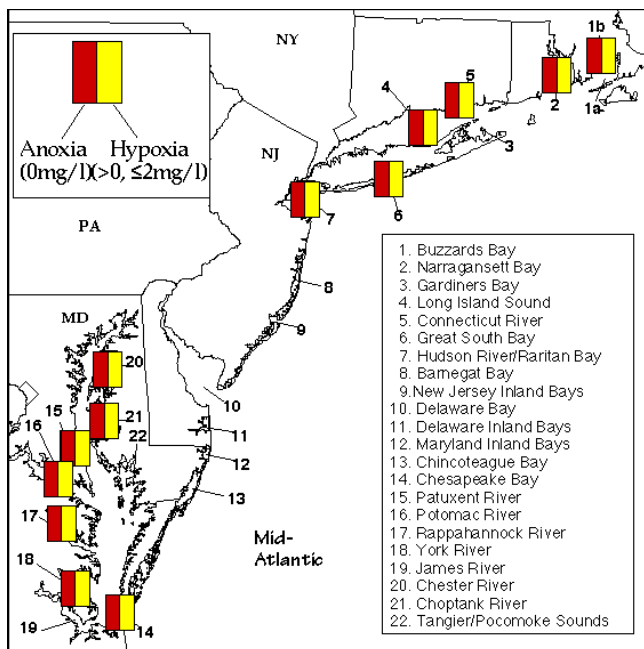 NY
1b
5
4
2
1a
3
Anoxia Hypoxia
(0mg/l)(>0, ≤2mg/l)
NJ
6
7
PA
8
9
MD
20
10
21
15
16
22
11
12
13
17
Mid-
Atlantic
18
19
14
1. Buzzards Bay
2. Narragansett Bay
3. Gardiners Bay
4. Long Island Sound
5. Connecticut River
6. Great South Bay
7. Hudson River/Raritan Bay
8. Barnegat Bay
9.New Jersey Inland Bays
10. Delaware Bay
11. Delaware Inland Bays
12. Maryland Inland Bays
13. Chincoteague Bay
14. Chesapeake Bay
15. Patuxent River
16. Potomac River
17. Rappahannock River
18. York River
19. James River
20. Chester River
21. Choptank River
22. Tangier/Pocomoke Sounds